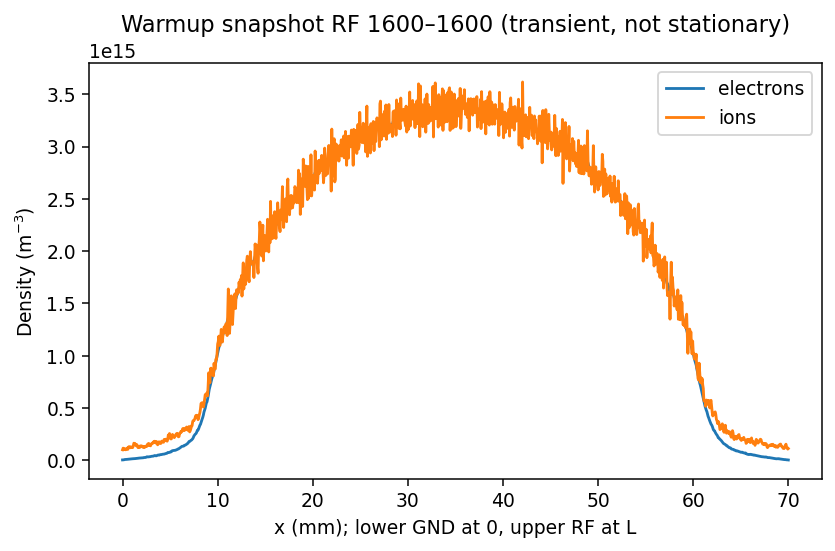 Warmup snapshot RF 1600–1600 (transient, not stationary)
1e15
electrons
ions
3.5
3.0
2.5
2.0
1.5
1.0
0.5
0.0
Density (m⁻³)
0 10 20 30 40 50 60 70
x (mm); lower GND at 0, upper RF at L